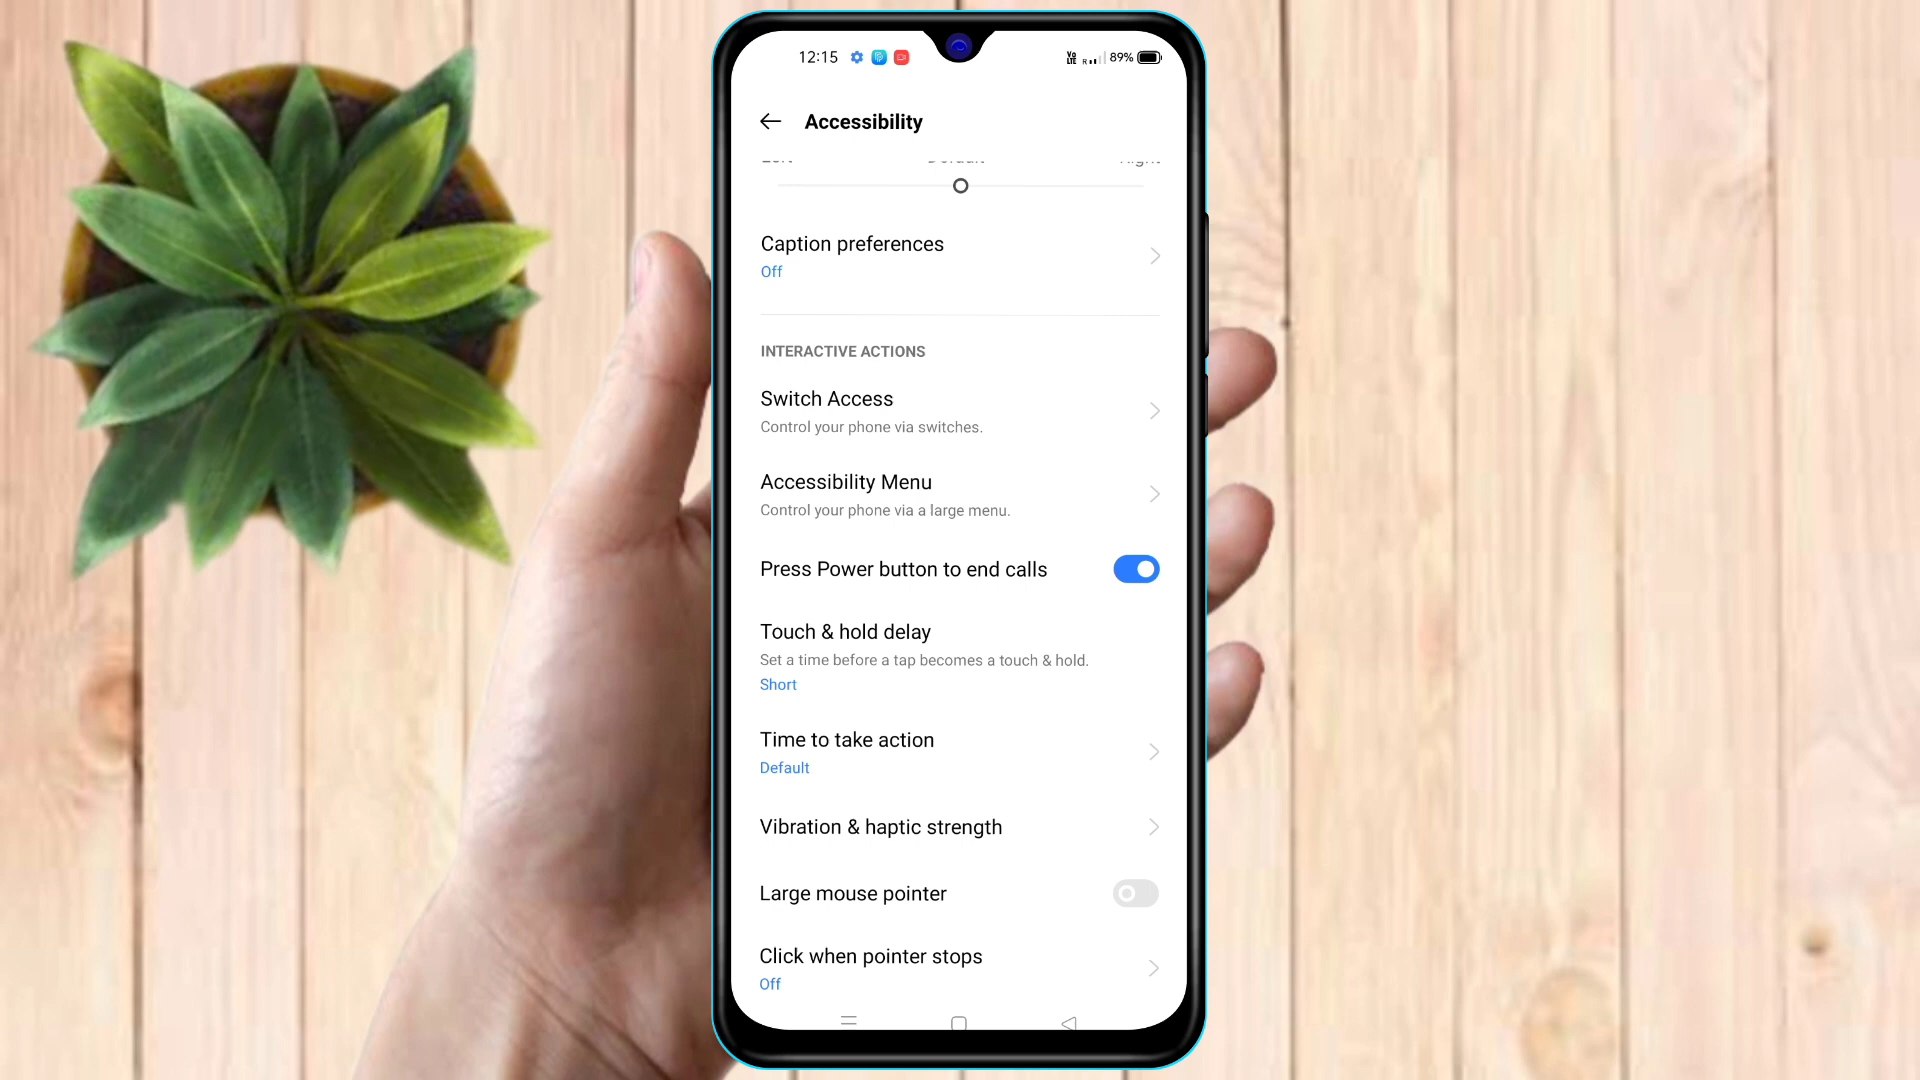 12:15
Vo
LTE
R
89%
Accessibility
Caption preferences
Off
INTERACTIVE ACTIONS
Switch Access
Control your phone via switches.
Accessibility Menu
Control your phone via a large menu.
Press Power button to end calls
Touch & hold delay
Set a time before a tap becomes a touch & hold.
Short
Time to take action
Default
Vibration & haptic strength
Large mouse pointer
Click when pointer stops
Off